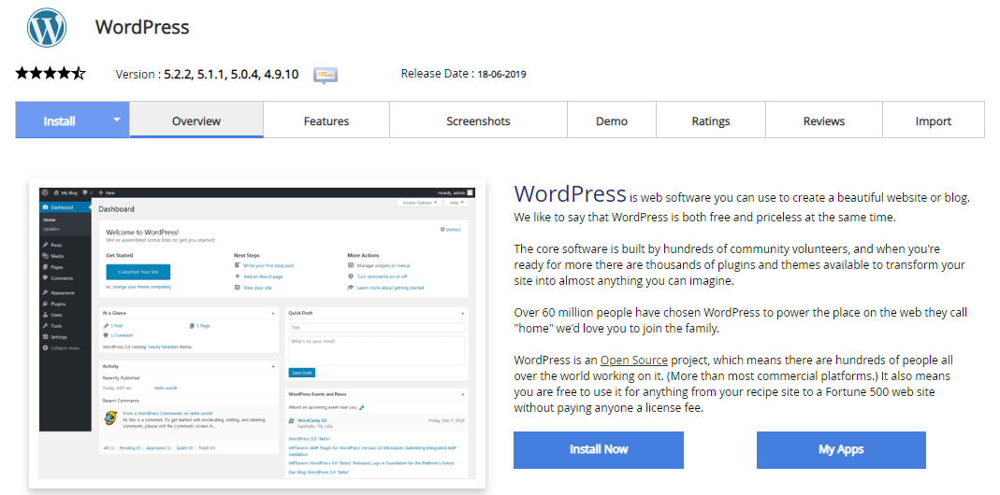 WordPress
Version : 5.2.2, 5.1.1, 5.0.4, 4.9.10
Release Date : 18-06-2019
Install
Overview
Features
Screenshots
Demo
Ratings
Reviews
Import
My Blog 0 + New
Howdy, admin
Dashboard
Home
Updates
Posts
Media
Pages
Comments
Appearance
Plugins
Users
Tools
Settings
Collapse menu
Dashboard
Screen Options
Help
Welcome to WordPress!
We've assembled some links to get you started:
Dismiss
Get Started
Customize Your Site
or, change your theme completely
Next Steps
Write your first blog post
Add an About page
View your site
More Actions
Manage widgets or menus
Turn comments on or off
Learn more about getting started
At a Glance
1 Post
1 Page
1 Comment
WordPress 5.0 running Twenty Nineteen theme.
Activity
Recently Published
Today, 6:07 am Hello world!
Recent Comments
From A WordPress Commenter on Hello world!
Hi, this is a comment. To get started with moderating, editing, and deleting
comments, please visit the Comments screen in...
All (1) | Pending (0) | Approved (1) | Spam (0) | Trash (0)
Quick Draft
Title
What's on your mind?
Save Draft
WordPress Events and News
Attend an upcoming event near you.
WordCamp US
Nashville, TN, USA
Friday, Dec 7, 2018
WordPress 5.0 "Bebo"
WPTavern: AMP Plugin for WordPress Version 1.0 Introduces Gutenberg-Integrated AMP
Validation
WPTavern: WordPress 5.0 "Bebo" Released, Lays A Foundation for the Platform's Future
Dev Blog: WordPress 5.0 "Bebo"
WordPress is web software you can use to create a beautiful website or blog.
We like to say that WordPress is both free and priceless at the same time.
The core software is built by hundreds of community volunteers, and when you're
ready for more there are thousands of plugins and themes available to transform your
site into almost anything you can imagine.
Over 60 million people have chosen WordPress to power the place on the web they call
"home" we'd love you to join the family.
WordPress is an Open Source project, which means there are hundreds of people all
over the world working on it. (More than most commercial platforms.) It also means
you are free to use it for anything from your recipe site to a Fortune 500 web site
without paying anyone a license fee.
Install Now
My Apps